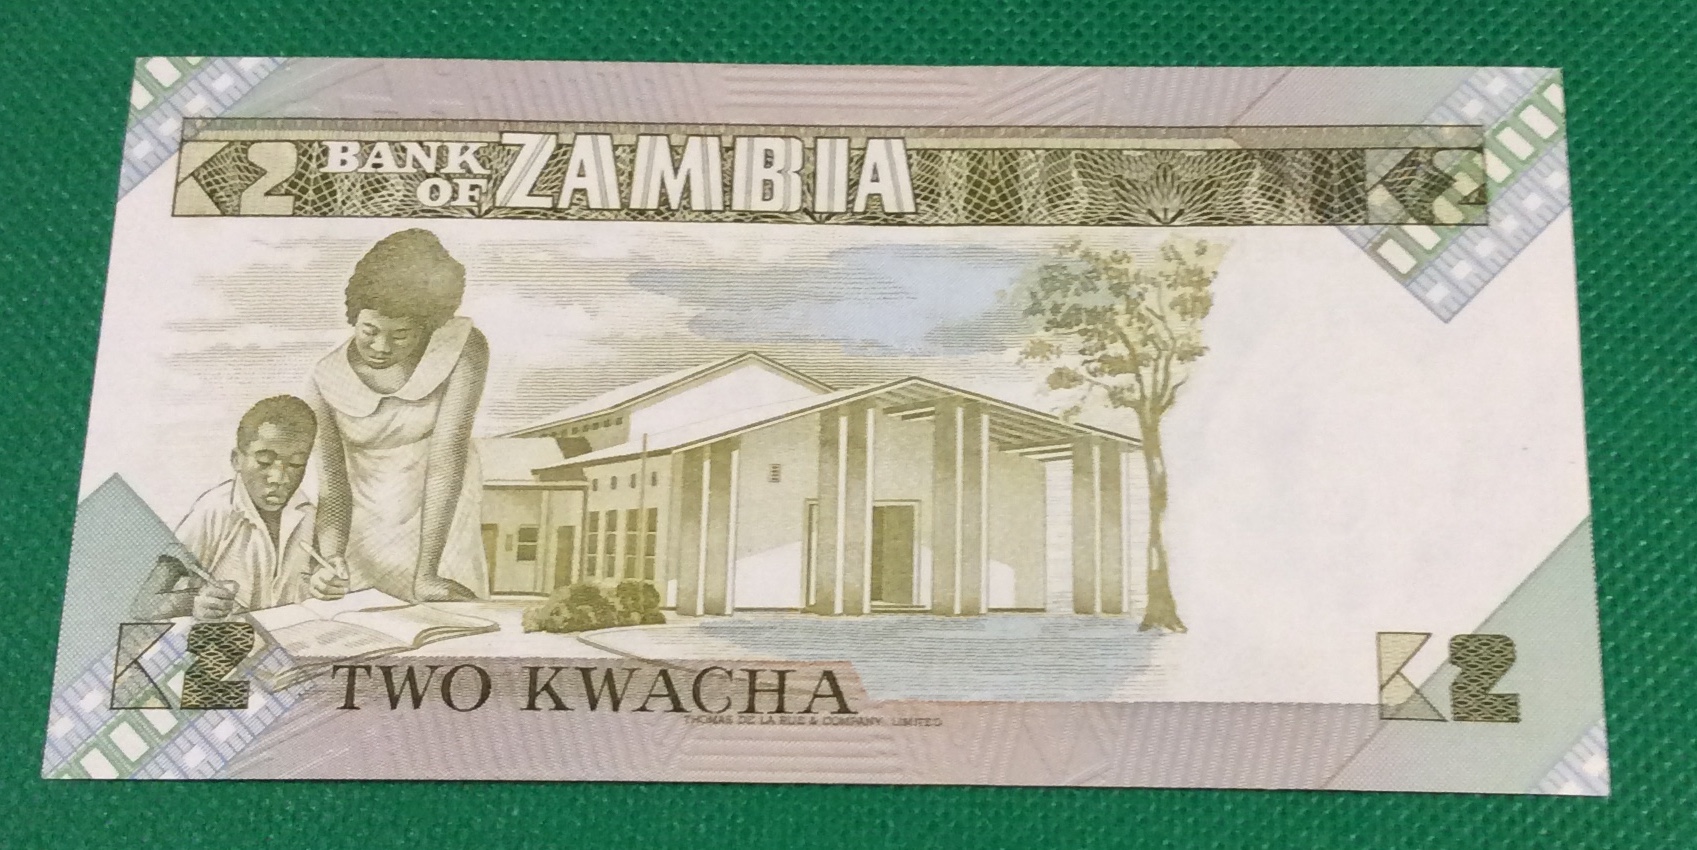 K2 BANK OF ZAMBIA K2
K2 TWO KWACHA K2
THOMAS DE LA RUE & COMPANY, LIMITED